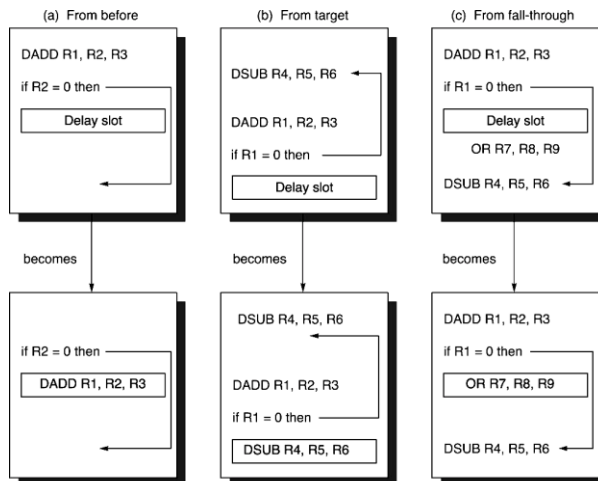 (a) From before
DADD R1, R2, R3
if R2 = 0 then
Delay slot
becomes
if R2 = 0 then
DADD R1, R2, R3
(b) From target
DSUB R4, R5, R6
DADD R1, R2, R3
if R1 = 0 then
Delay slot
becomes
DSUB R4, R5, R6
DADD R1, R2, R3
if R1 = 0 then
DSUB R4, R5, R6
(c) From fall-through
DADD R1, R2, R3
if R1 = 0 then
Delay slot
OR R7, R8, R9
DSUB R4, R5, R6
becomes
DADD R1, R2, R3
if R1 = 0 then
OR R7, R8, R9
DSUB R4, R5, R6